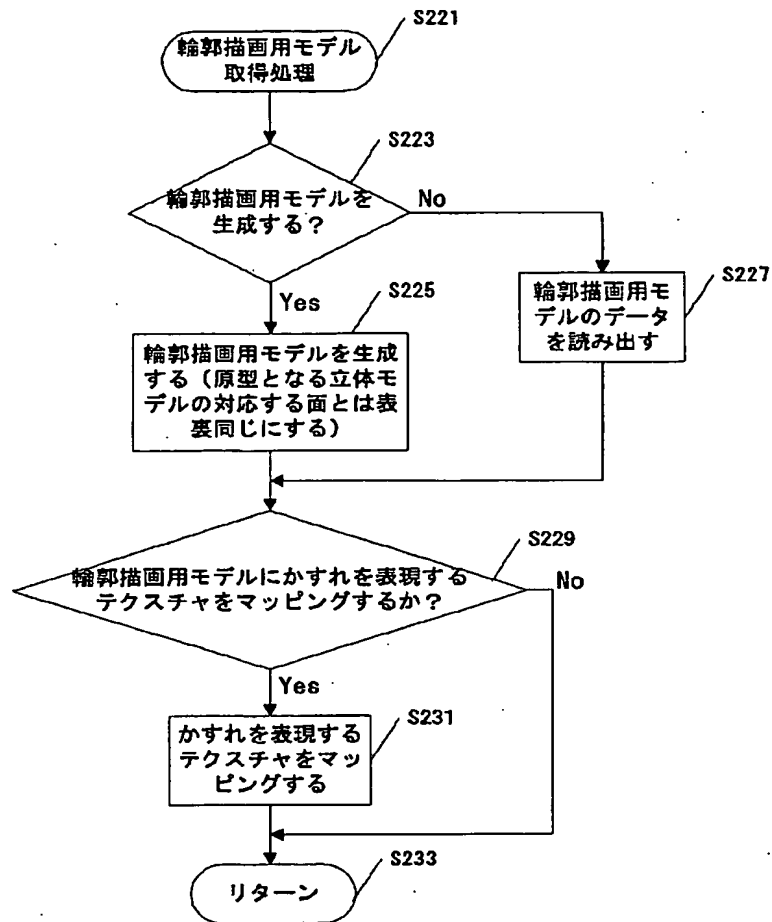 S221
輪郭描画用モデル
取得処理
S223
輪郭描画用モデルを
生成する？
No
Yes
S225
輪郭描画用モデルを生成
する（原型となる立体モ
デルの対応する面とは表
裏同じにする）
S227
輪郭描画用モ
デルのデータ
を読み出す
S229
輪郭描画用モデルにかすれを表現する
テクスチャをマッピングするか？
No
Yes
S231
かすれを表現する
テクスチャをマッ
ピングする
S233
リターン